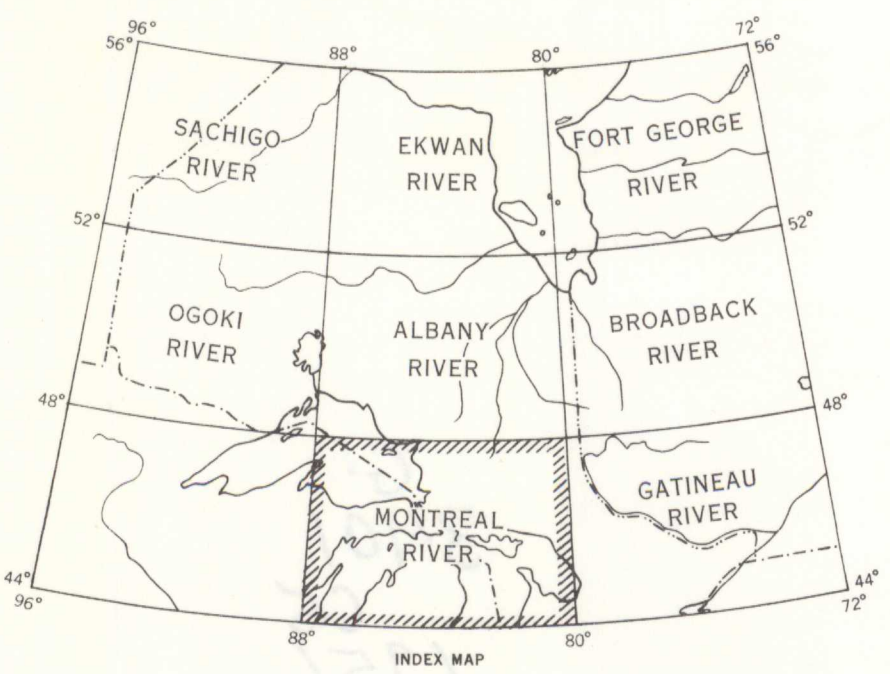 96° 88° 80° 72°
56° 56°
SACHIGO
RIVER
EKWAN
RIVER
FORT GEORGE
RIVER
52° 52°
OGOKI
RIVER
ALBANY
RIVER
BROADBACK
RIVER
48° 48°
MONTREAL
RIVER
GATINEAU
RIVER
44° 44°
96° 88° 80° 72°
INDEX MAP